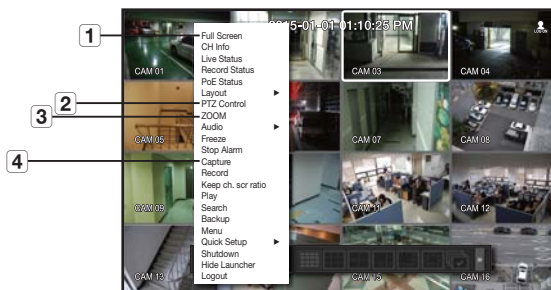 2015-01-01 01:10:25 PM
LOGON
1
2
3
4
Full Screen
CH Info
Live Status
Record Status
PoE Status
Layout
PTZ Control
ZOOM
Audio
Freeze
Stop Alarm
Capture
Record
Keep ch. scr ratio
Play
Search
Backup
Menu
Quick Setup
Shutdown
Hide Launcher
Logout
CAM 01
CAM 03
CAM 04
CAM 05
CAM 07
CAM 08
CAM 09
CAM 11
CAM 12
CAM 13
CAM 15
CAM 16